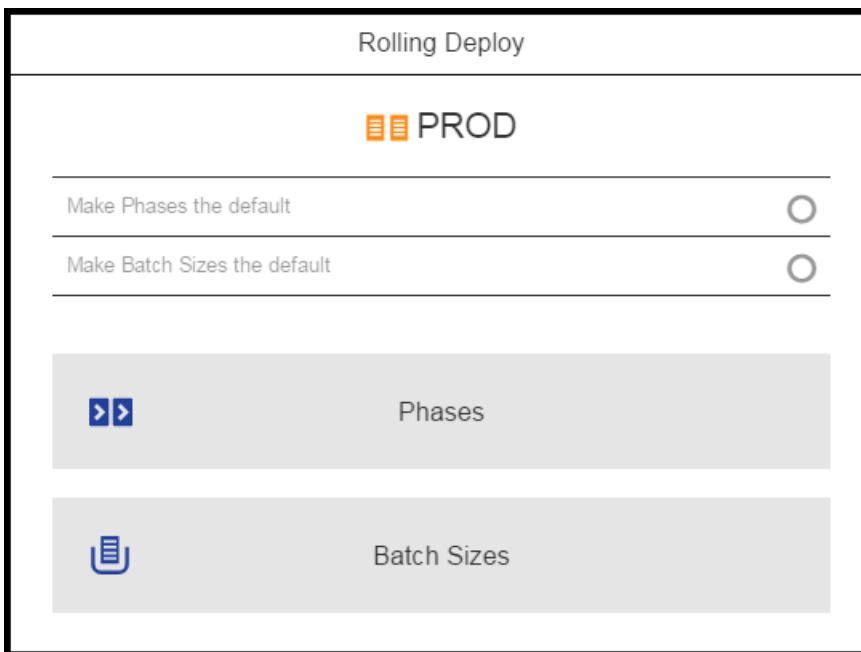 Rolling Deploy
PROD
Make Phases the default
Make Batch Sizes the default
Phases
Batch Sizes